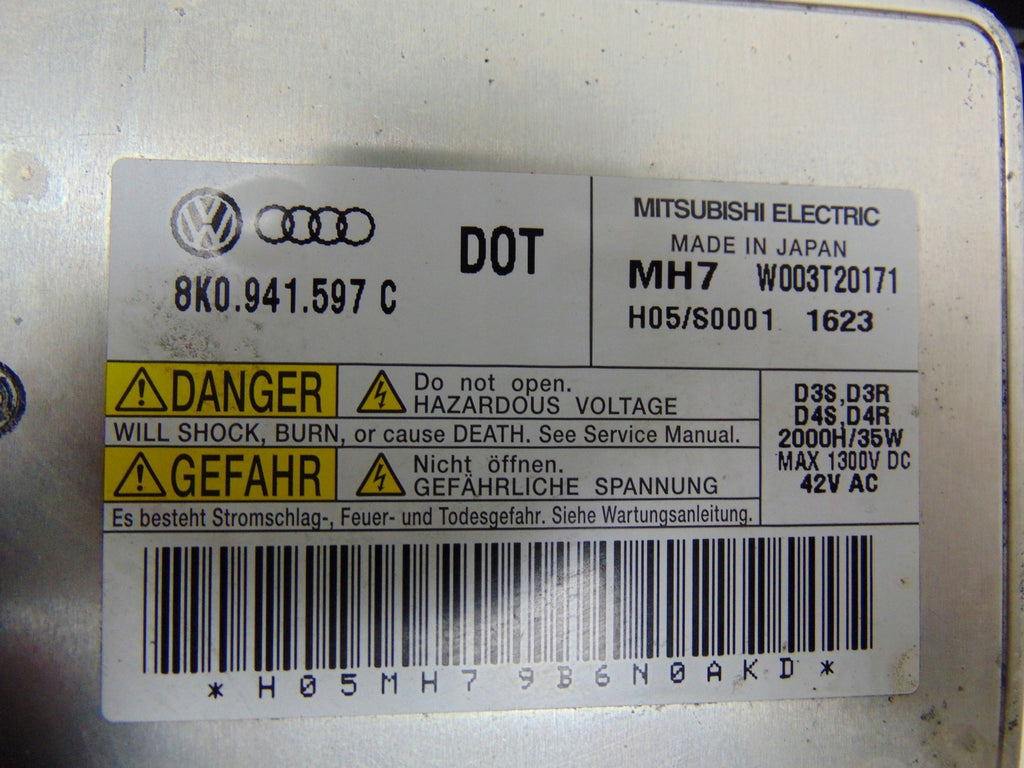 8K0.941.597 C
DOT
MITSUBISHI ELECTRIC
MADE IN JAPAN
MH7 W003T20171
H05/S0001 1623
DANGER
Do not open.
HAZARDOUS VOLTAGE
WILL SHOCK, BURN, or cause DEATH. See Service Manual.
GEFAHR
Nicht öffnen.
GEFÄHRLICHE SPANNUNG
Es besteht Stromschlag-, Feuer- und Todesgefahr. Siehe Wartungsanleitung.
D3S,D3R
D4S,D4R
2000H/35W
MAX 1300V DC
42V AC
*H05MH79B6N0AKD*